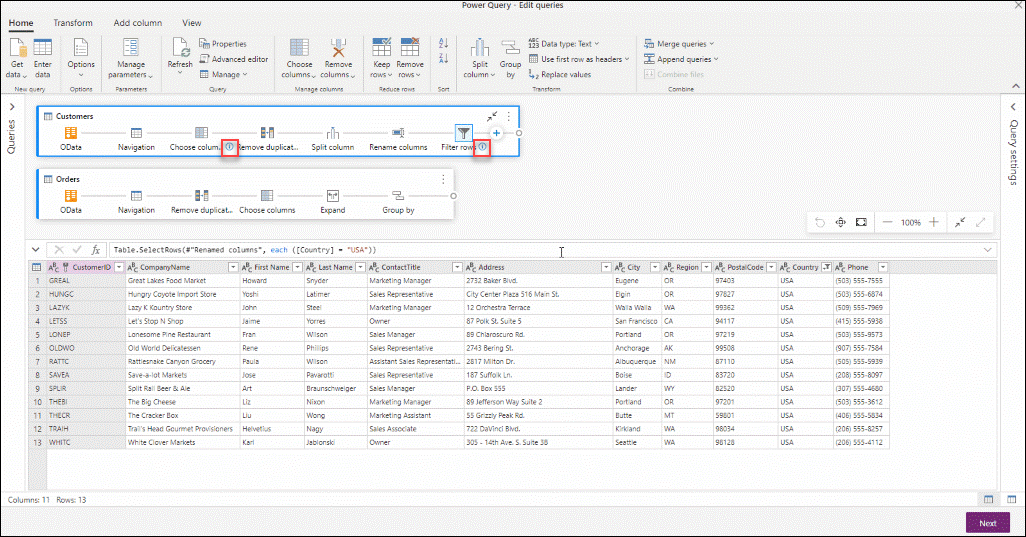 Power Query - Edit queries
Home Transform Add column View
Get data Enter data Options Manage parameters Refresh Properties Advanced editor Manage Choose columns Remove columns Keep rows Remove rows Split column Group by Data type: Text Use first row as headers Replace values Merge queries Append queries Combine files
New query Options Parameters Query Manage columns Reduce rows Sort Transform Combine
Queries
Query settings
Customers
OData Navigation Choose colum... Remove duplicat... Split column Rename columns Filter rows
Orders
OData Navigation Remove duplicat... Choose columns Expand Group by
100%
fx Table.SelectRows(#"Renamed columns", each ([Country] = "USA"))
CustomerID CompanyName First Name Last Name ContactTitle Address City Region PostalCode Country Phone
1 GREAL Great Lakes Food Market Howard Snyder Marketing Manager 2732 Baker Blvd. Eugene OR 97403 USA (503) 555-7555
2 HUNGC Hungry Coyote Import Store Yoshi Latimer Sales Representative City Center Plaza 516 Main St. Elgin OR 97827 USA (503) 555-6874
3 LAZYK Lazy K Kountry Store John Steel Marketing Manager 12 Orchestra Terrace Walla Walla WA 99362 USA (509) 555-7969
4 LETSS Let's Stop N Shop Jaime Yorres Owner 87 Polk St. Suite 5 San Francisco CA 94117 USA (415) 555-5938
5 LONEP Lonesome Pine Restaurant Fran Wilson Sales Manager 89 Chiaroscuro Rd. Portland OR 97219 USA (503) 555-9573
6 OLDWO Old World Delicatessen Rene Phillips Sales Representative 2743 Bering St. Anchorage AK 99508 USA (907) 555-7584
7 RATTC Rattlesnake Canyon Grocery Paula Wilson Assistant Sales Representati... 2817 Milton Dr. Albuquerque NM 87110 USA (505) 555-5939
8 SAVEA Save-a-lot Markets Jose Pavarotti Sales Representative 187 Suffolk Ln. Boise ID 83720 USA (208) 555-8097
9 SPLIR Split Rail Beer & Ale Art Braunschweiger Sales Manager P.O. Box 555 Lander WY 82520 USA (307) 555-4680
10 THEBI The Big Cheese Liz Nixon Marketing Manager 89 Jefferson Way Suite 2 Portland OR 97201 USA (503) 555-3612
11 THECR The Cracker Box Liu Wong Marketing Assistant 55 Grizzly Peak Rd. Butte MT 59801 USA (406) 555-5834
12 TRAIH Trail's Head Gourmet Provisioners Helvetius Nagy Sales Associate 722 DaVinci Blvd. Kirkland WA 98034 USA (206) 555-8257
13 WHITC White Clover Markets Karl Jablonski Owner 305 - 14th Ave. S. Suite 3B Seattle WA 98128 USA (206) 555-4112
Columns: 11 Rows: 13
Next